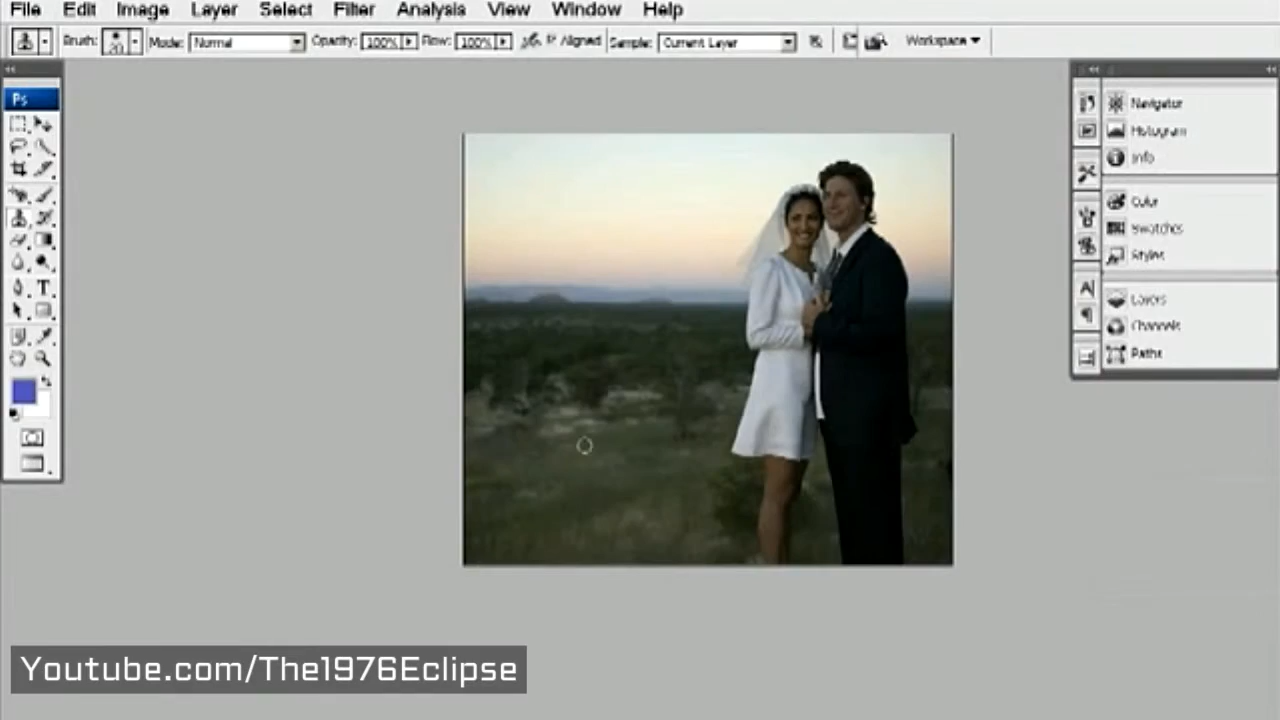 File Edit Image Layer Select Filter Analysis View Window Help
Brush: 20 Mode: Normal Opacity: 100% Flow: 100% Aligned Sample: Current Layer Workspace
Ps
Navigator
Histogram
Info
Color
Swatches
Styles
Layers
Channels
Paths
Youtube.com/The1976Eclipse